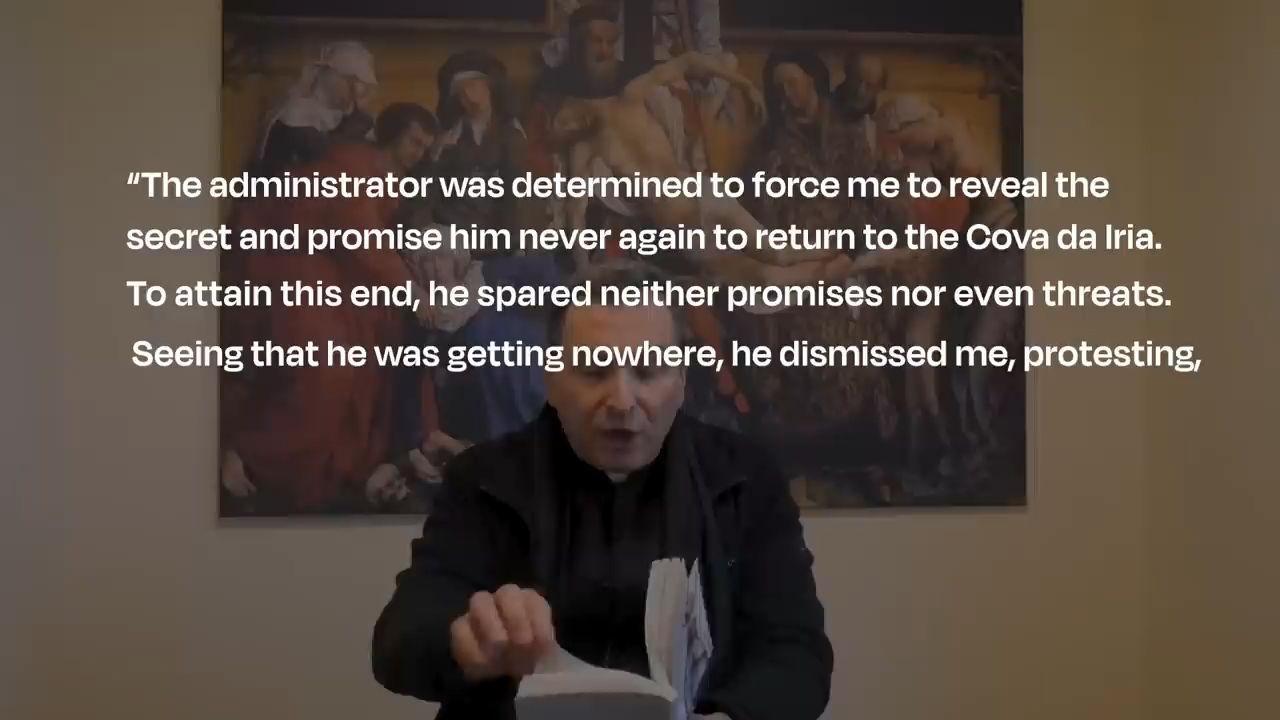 “The administrator was determined to force me to reveal the
secret and promise him never again to return to the Cova da Iria.
To attain this end, he spared neither promises nor even threats.
Seeing that he was getting nowhere, he dismissed me, protesting,